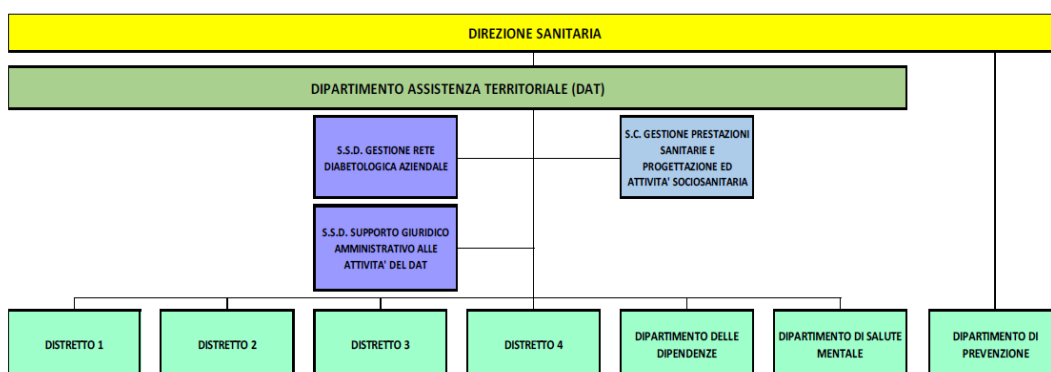 DIREZIONE SANITARIA
DIPARTIMENTO ASSISTENZA TERRITORIALE (DAT)
S.S.D. GESTIONE RETE
DIABETOLOGICA AZIENDALE
S.C. GESTIONE PRESTAZIONI
SANITARIE E
PROGETTAZIONE ED
ATTIVITA' SOCIOSANITARIA
S.S.D. SUPPORTO GIURIDICO
AMMINISTRATIVO ALLE
ATTIVITA' DEL DAT
DISTRETTO 1
DISTRETTO 2
DISTRETTO 3
DISTRETTO 4
DIPARTIMENTO DELLE
DIPENDENZE
DIPARTIMENTO DI SALUTE
MENTALE
DIPARTIMENTO DI
PREVENZIONE